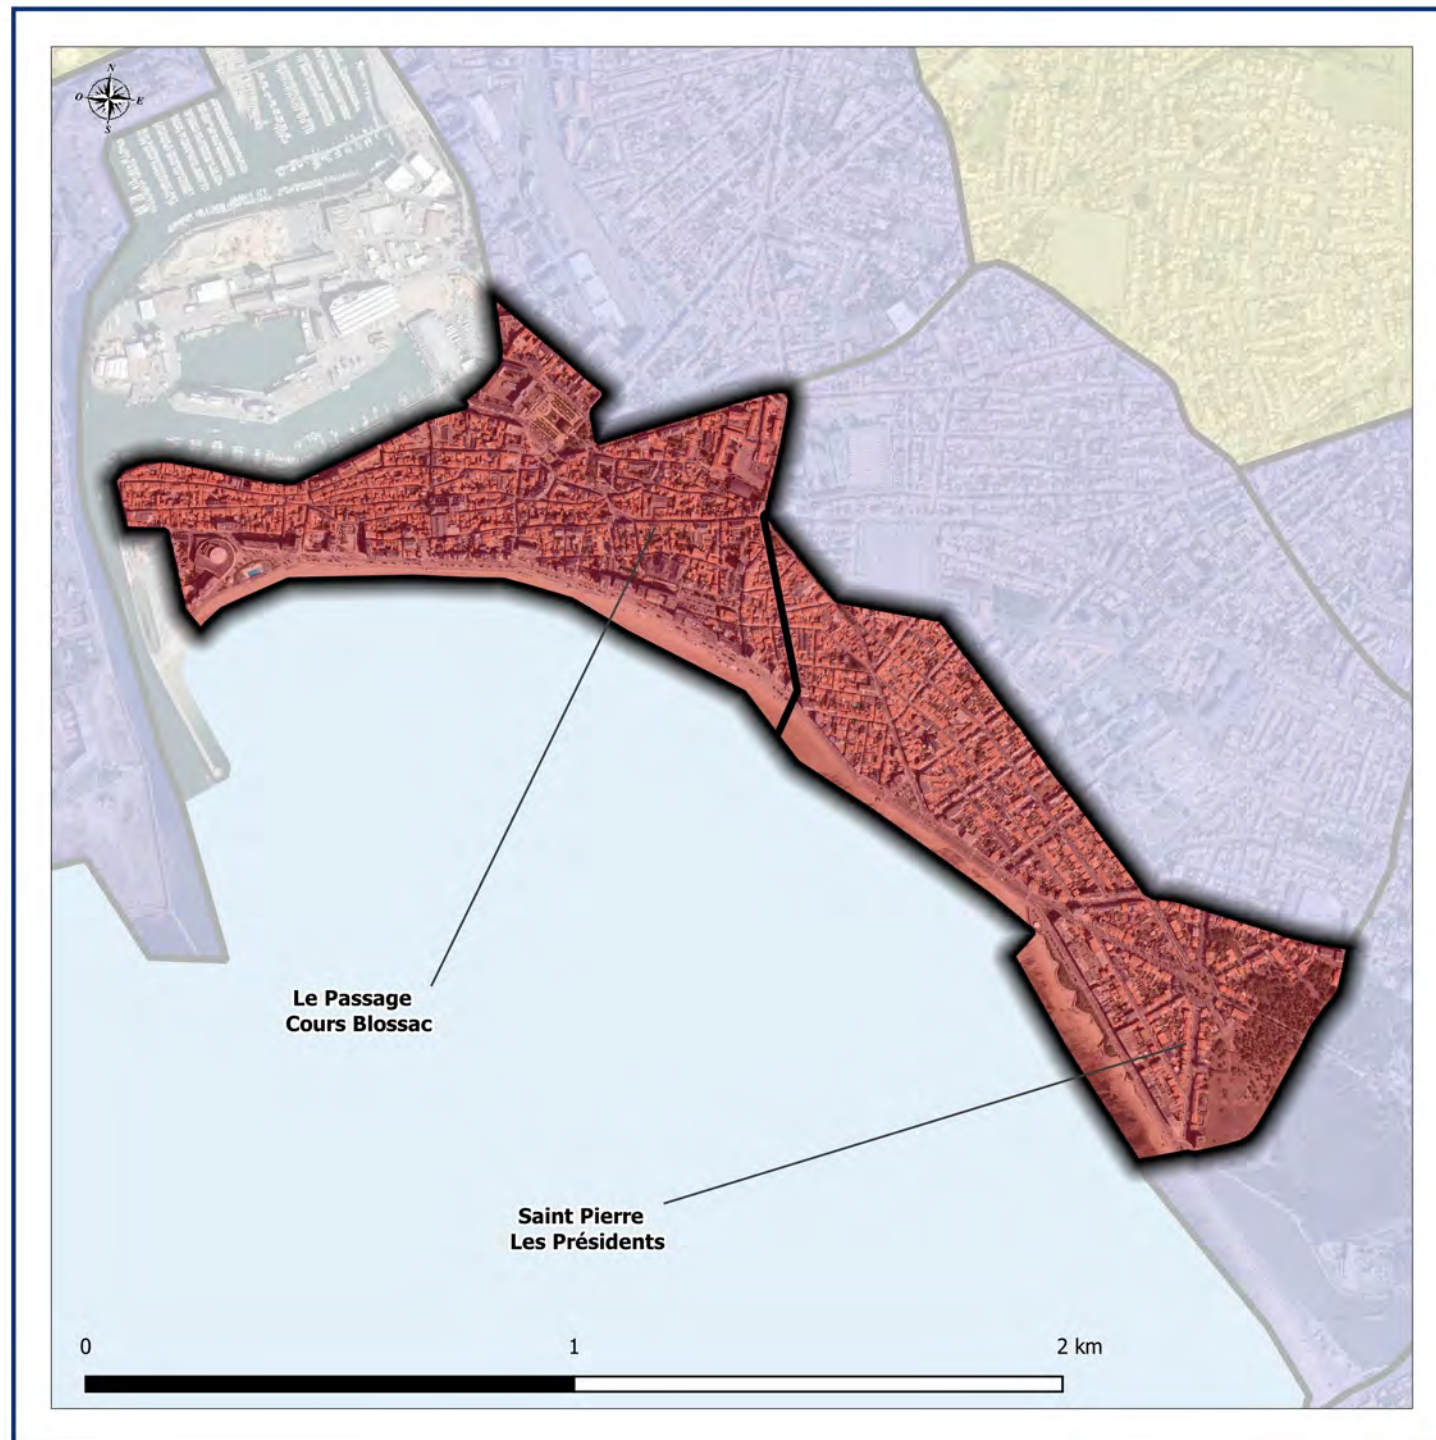 N
O E
S
Le Passage
Cours Blossac
Saint Pierre
Les Présidents
0 1 2 km